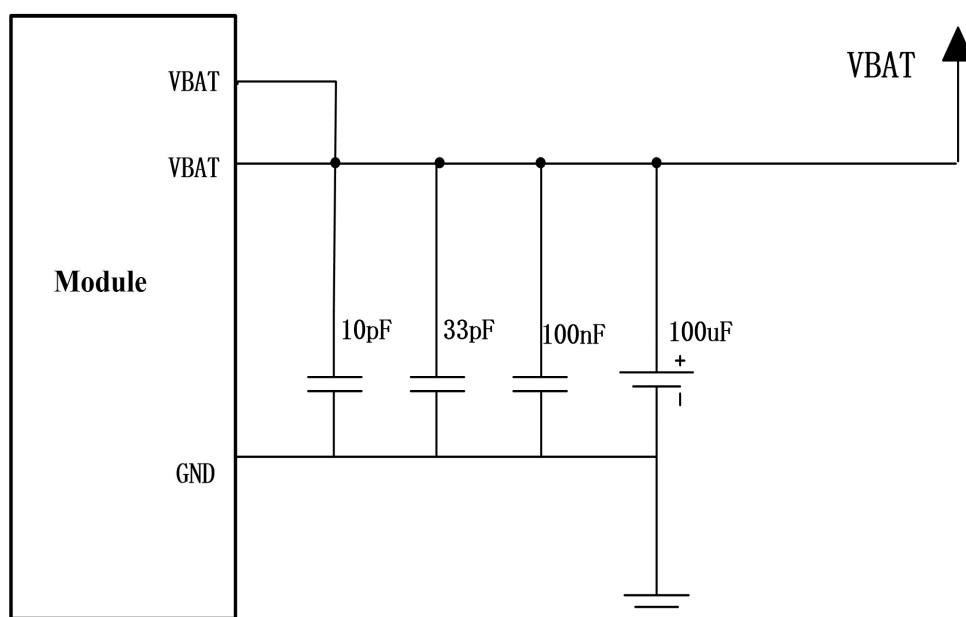 VBAT
VBAT
VBAT
Module
10pF
33pF
100nF
100uF
+
-
GND